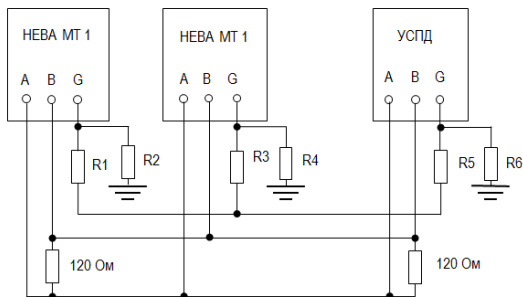 НЕВА МТ 1 НЕВА МТ 1 УСПД
A B G A B G A B G
R1 R2 R3 R4 R5 R6
120 Ом 120 Ом